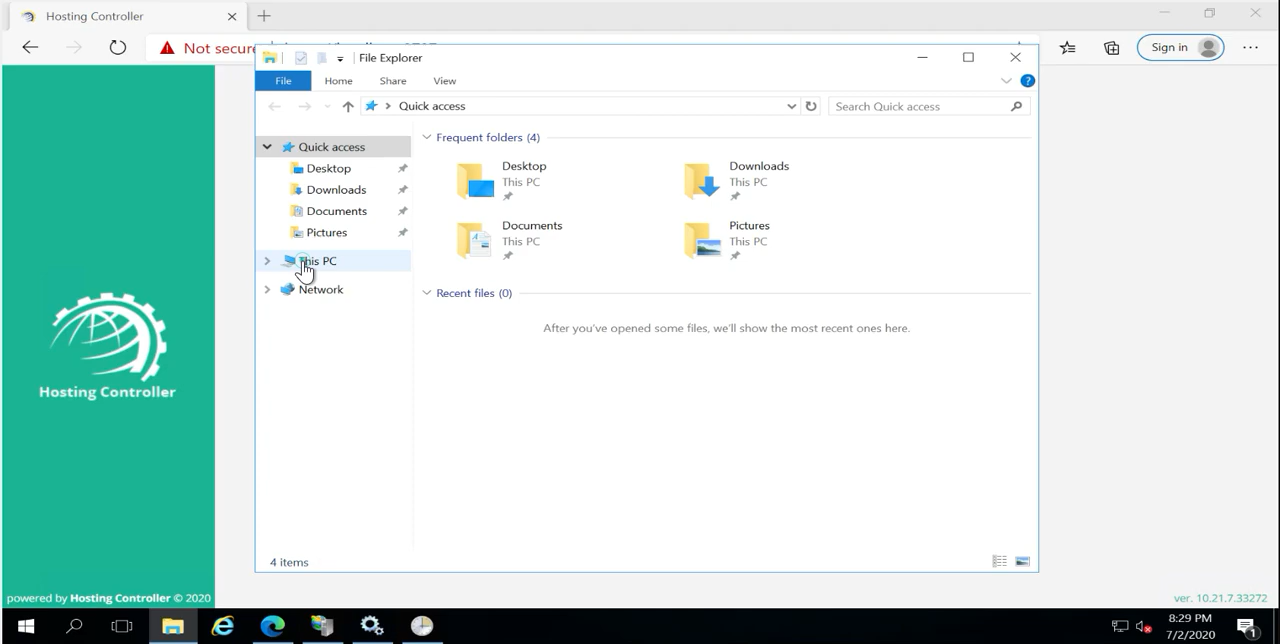 Hosting Controller
Not secure
Sign in
File Explorer
File
Home
Share
View
Quick access
Search Quick access
Quick access
Desktop
Downloads
Documents
Pictures
This PC
Network
Frequent folders (4)
Desktop
This PC
Downloads
This PC
Documents
This PC
Pictures
This PC
Recent files (0)
After you've opened some files, we'll show the most recent ones here.
4 items
Hosting Controller
powered by Hosting Controller © 2020
ver. 10.21.7.33272
8:29 PM
7/2/2020
1